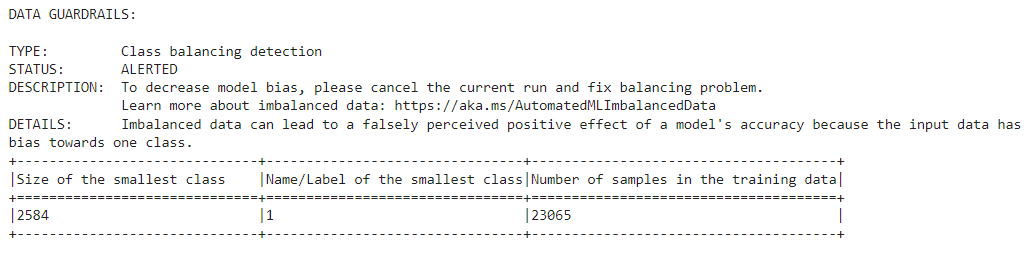 DATA GUARDRAILS:
TYPE: Class balancing detection
STATUS: ALERTED
DESCRIPTION: To decrease model bias, please cancel the current run and fix balancing problem.
Learn more about imbalanced data: https://aka.ms/AutomatedMLImbalancedData
DETAILS: Imbalanced data can lead to a falsely perceived positive effect of a model's accuracy because the input data has
bias towards one class.
+------------------------------+--------------------------------+--------------------------------------+
|Size of the smallest class |Name/Label of the smallest class|Number of samples in the training data|
+==============================+================================+======================================+
|2584 |1 |23065 |
+------------------------------+--------------------------------+--------------------------------------+